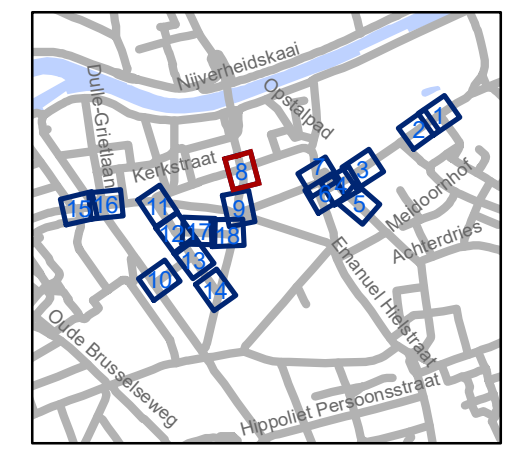 Nijverheidskaai
Opstalpad
Dulle-Grietlaan
Kerkstraat
Meidoornhof
Achterdries
Emanuel Hielstraat
Oude Brusselseweg
Hippoliet Persoonsstraat
1
2
3
4
5
6
7
8
9
10
11
12
13
14
15
16
17
18